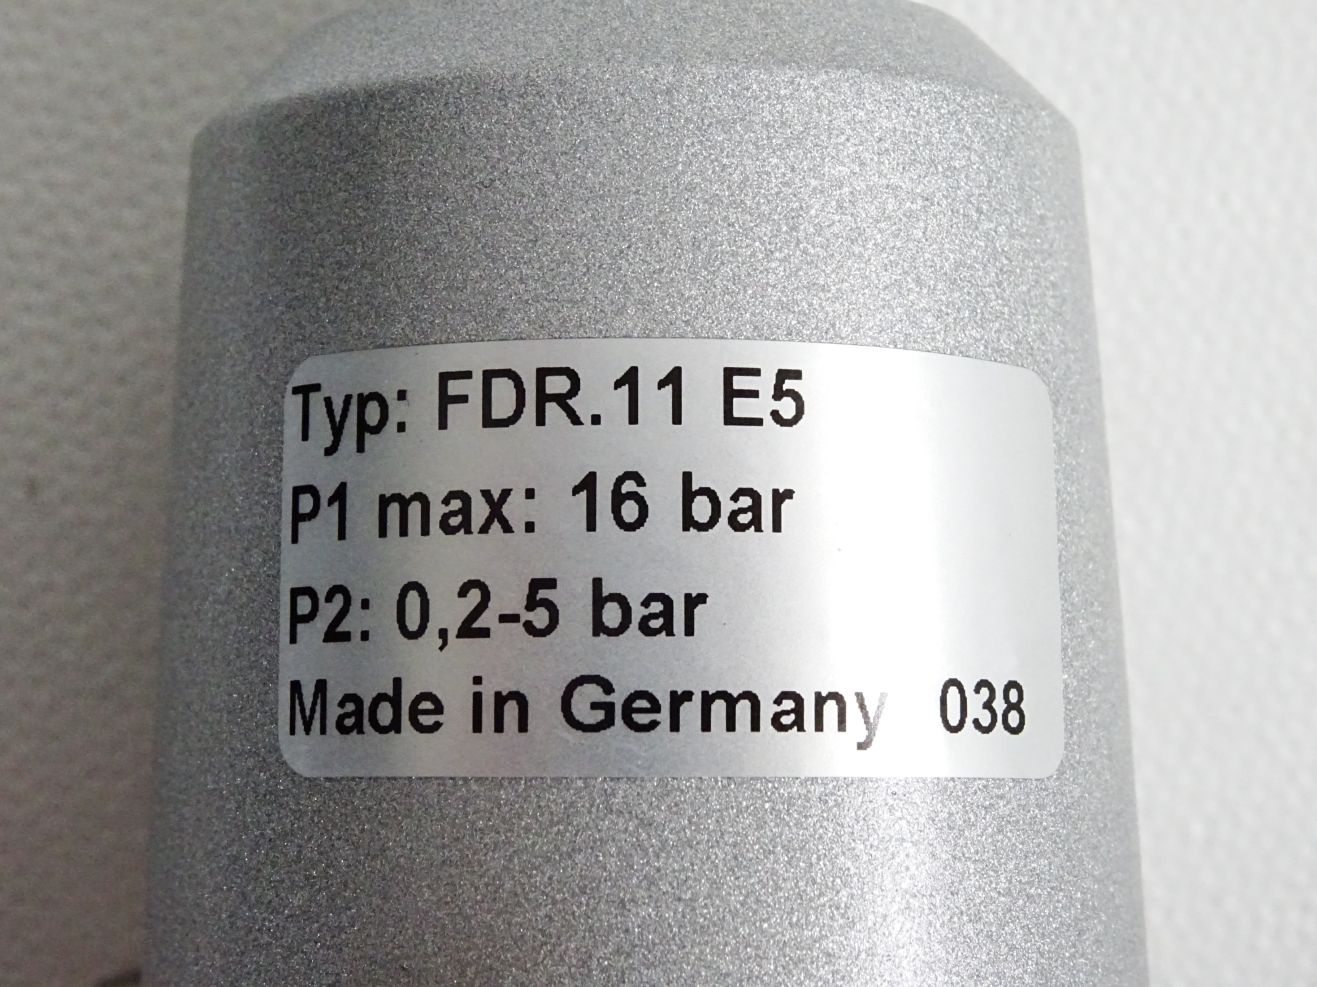 Typ: FDR.11 E5
P1 max: 16 bar
P2: 0,2-5 bar
Made in Germany 038